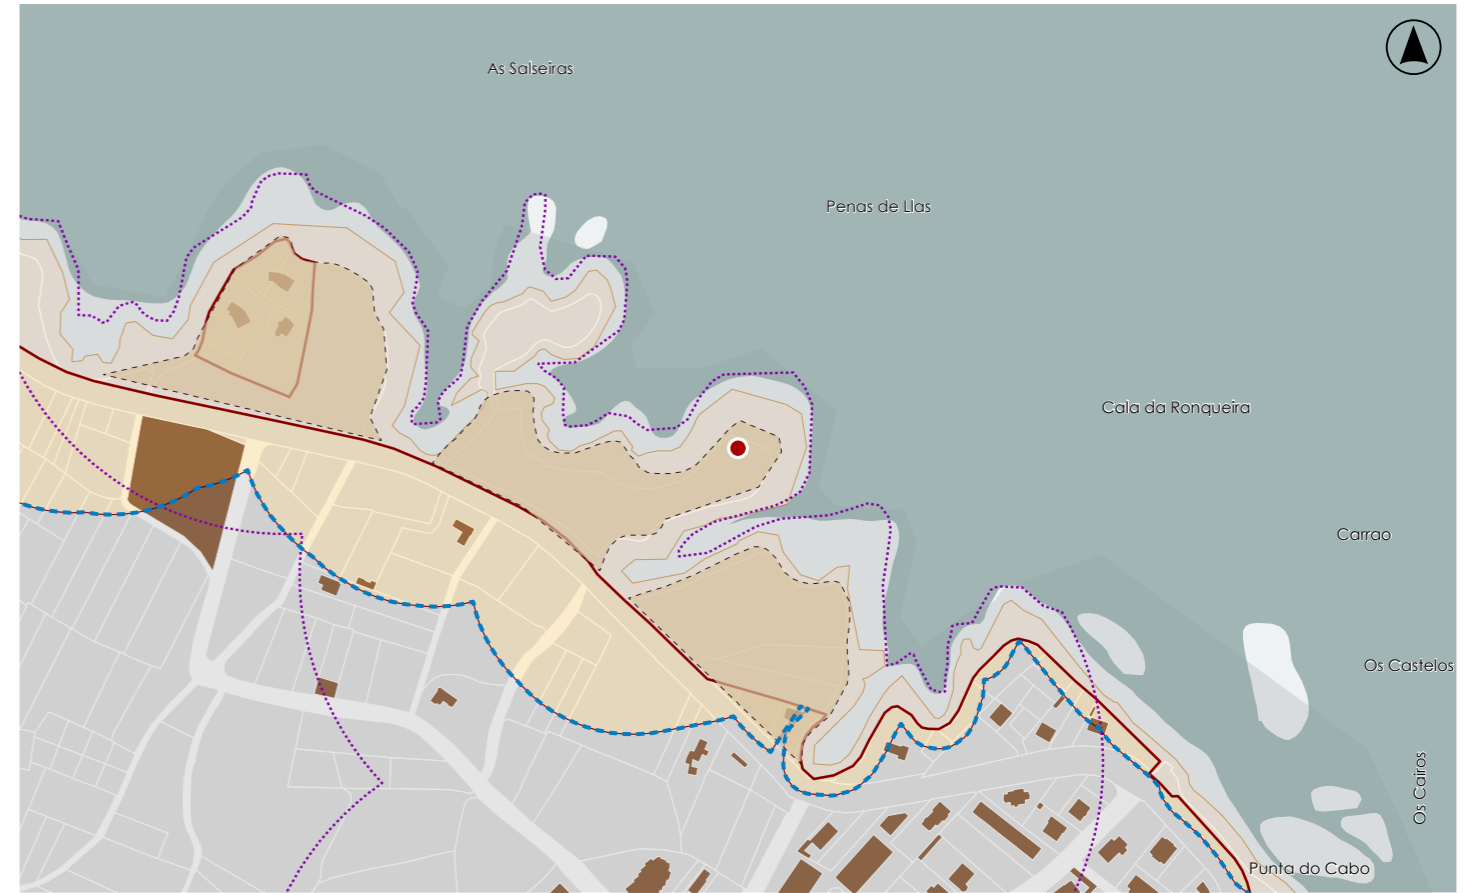 As Salseiras
Penas de Llas
Cala da Ronqueira
Carrao
Os Castelos
Os Cairos
Punta do Cabo